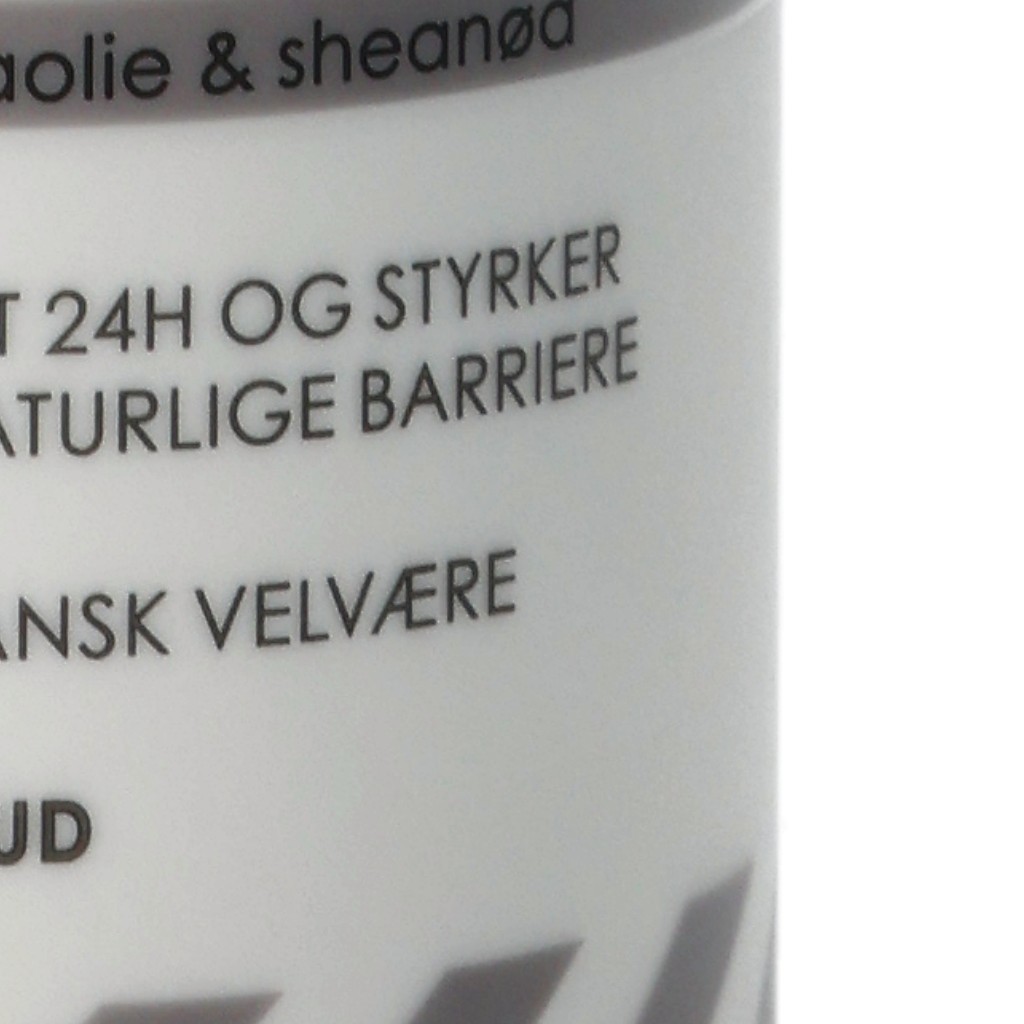 aolie & sheanød
T 24H OG STYRKER
ATURLIGE BARRIERE
ANSK VELVÆRE
UD